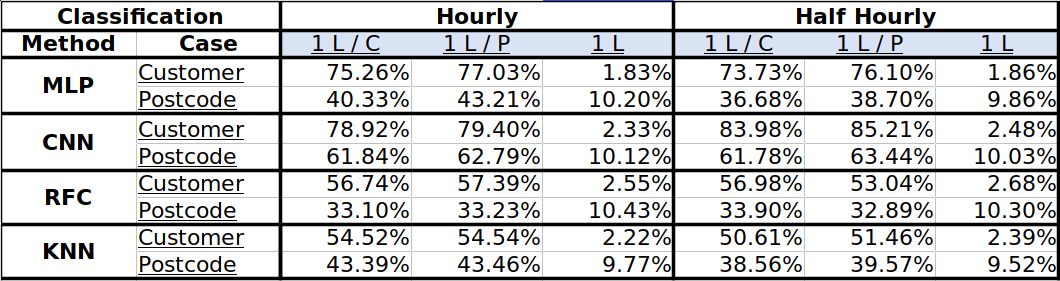 Classification Hourly Half Hourly
Method Case 1 L / C 1 L / P 1 L 1 L / C 1 L / P 1 L
MLP Customer 75.26% 77.03% 1.83% 73.73% 76.10% 1.86%
Postcode 40.33% 43.21% 10.20% 36.68% 38.70% 9.86%
CNN Customer 78.92% 79.40% 2.33% 83.98% 85.21% 2.48%
Postcode 61.84% 62.79% 10.12% 61.78% 63.44% 10.03%
RFC Customer 56.74% 57.39% 2.55% 56.98% 53.04% 2.68%
Postcode 33.10% 33.23% 10.43% 33.90% 32.89% 10.30%
KNN Customer 54.52% 54.54% 2.22% 50.61% 51.46% 2.39%
Postcode 43.39% 43.46% 9.77% 38.56% 39.57% 9.52%